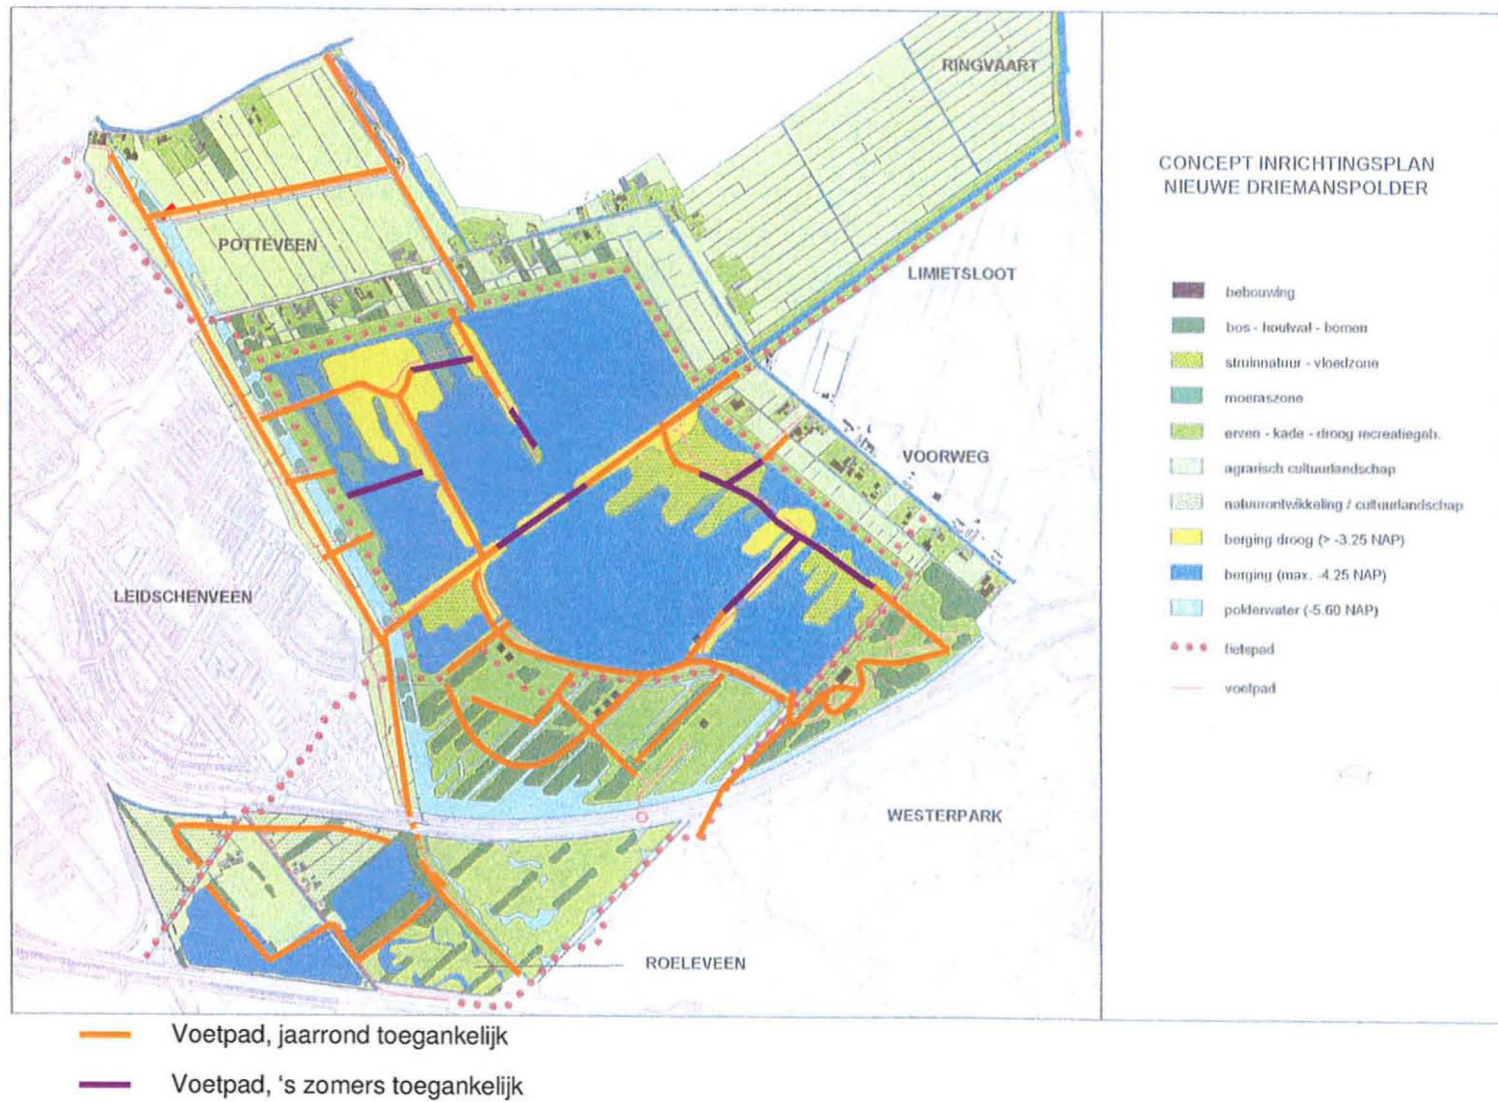 RINGVAART
POTTEVEEN
LIMIETSLOOT
VOORWEG
LEIDSCHENVEEN
WESTERPARK
ROELEVEEN
CONCEPT INRICHTINGSPLAN
NIEUWE DRIEMANSPOLDER
bebouwing
bos - houtwal - bomen
struinnatuur - vloedzone
moeraszone
erven - kade - droog recreatiegeb.
agrarisch cultuurlandschap
natuurontwikkeling / cultuurlandschap
berging droog (> -3.25 NAP)
berging (max. -4.25 NAP)
polderwater (-5.60 NAP)
fietspad
voetpad
Voetpad, jaarrond toegankelijk
Voetpad, ‘s zomers toegankelijk